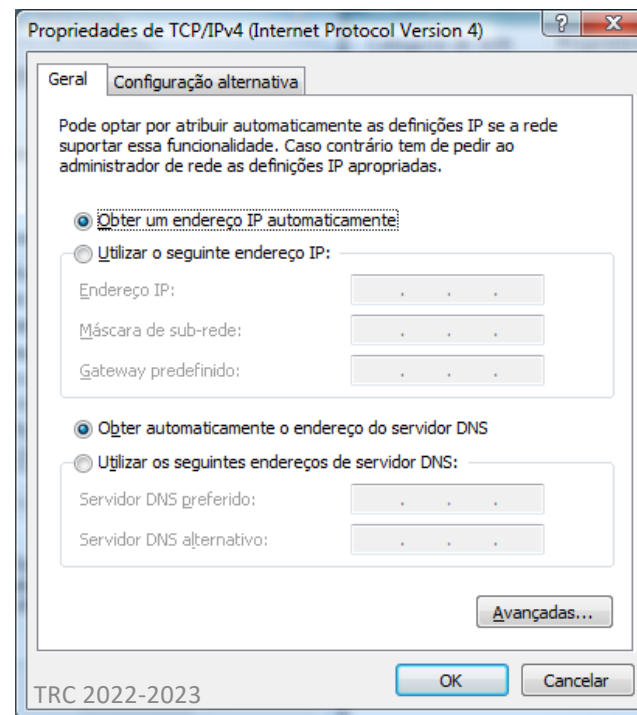 Propriedades de TCP/IPv4 (Internet Protocol Version 4)
Geral
Configuração alternativa
Pode optar por atribuir automaticamente as definições IP se a rede
suportar essa funcionalidade. Caso contrário tem de pedir ao
administrador de rede as definições IP apropriadas.
Obter um endereço IP automaticamente
Utilizar o seguinte endereço IP:
Endereço IP:
Máscara de sub-rede:
Gateway predefinido:
Obter automaticamente o endereço do servidor DNS
Utilizar os seguintes endereços de servidor DNS:
Servidor DNS preferido:
Servidor DNS alternativo:
Avançadas...
OK
Cancelar
TRC 2022-2023